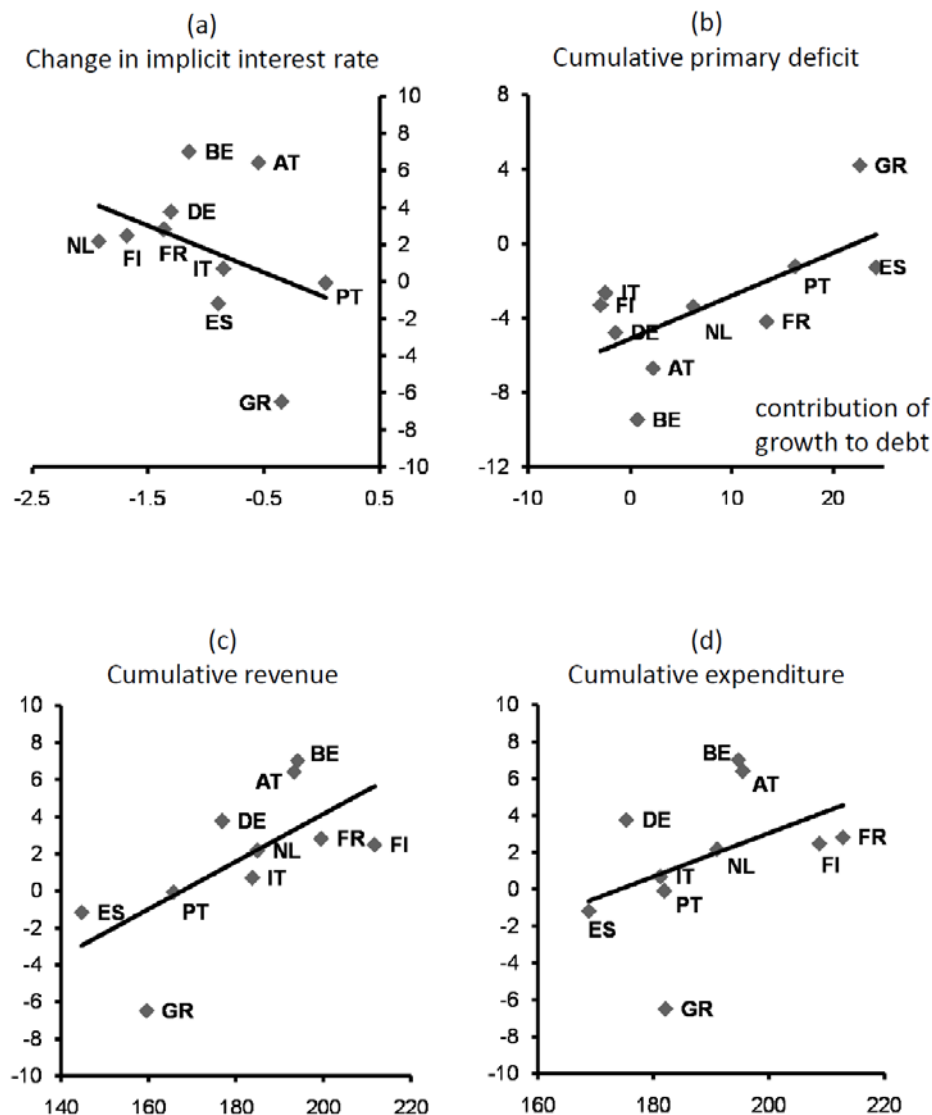 (a)
Change in implicit interest rate
10
8
6
4
2
0
-2
-4
-6
-8
-10
-2.5 -1.5 -0.5 0.5
BE
AT
DE
NL
FI
FR
IT
ES
PT
GR
(b)
Cumulative primary deficit
8
4
0
-4
-8
-12
-10 0 10 20
GR
ES
PT
IT
FI
DE
NL
FR
AT
BE
contribution of
growth to debt
(c)
Cumulative revenue
10
8
6
4
2
0
-2
-4
-6
-8
-10
140 160 180 200 220
BE
AT
DE
NL
FR
FI
IT
PT
ES
GR
(d)
Cumulative expenditure
10
8
6
4
2
0
-2
-4
-6
-8
-10
160 180 200 220
BE
AT
DE
FR
NL
FI
IT
PT
ES
GR